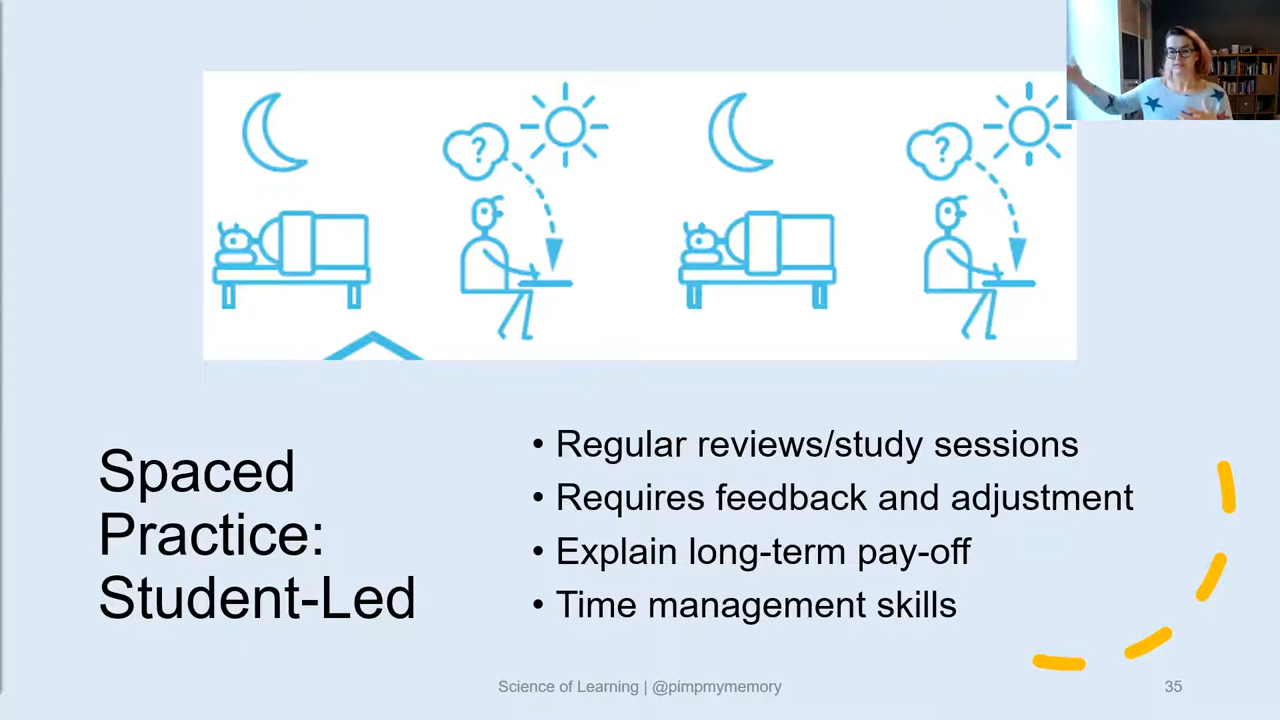 ?
?
Spaced
Practice:
Student-Led
• Regular reviews/study sessions
• Requires feedback and adjustment
• Explain long-term pay-off
• Time management skills
Science of Learning | @pimpmymemory
35